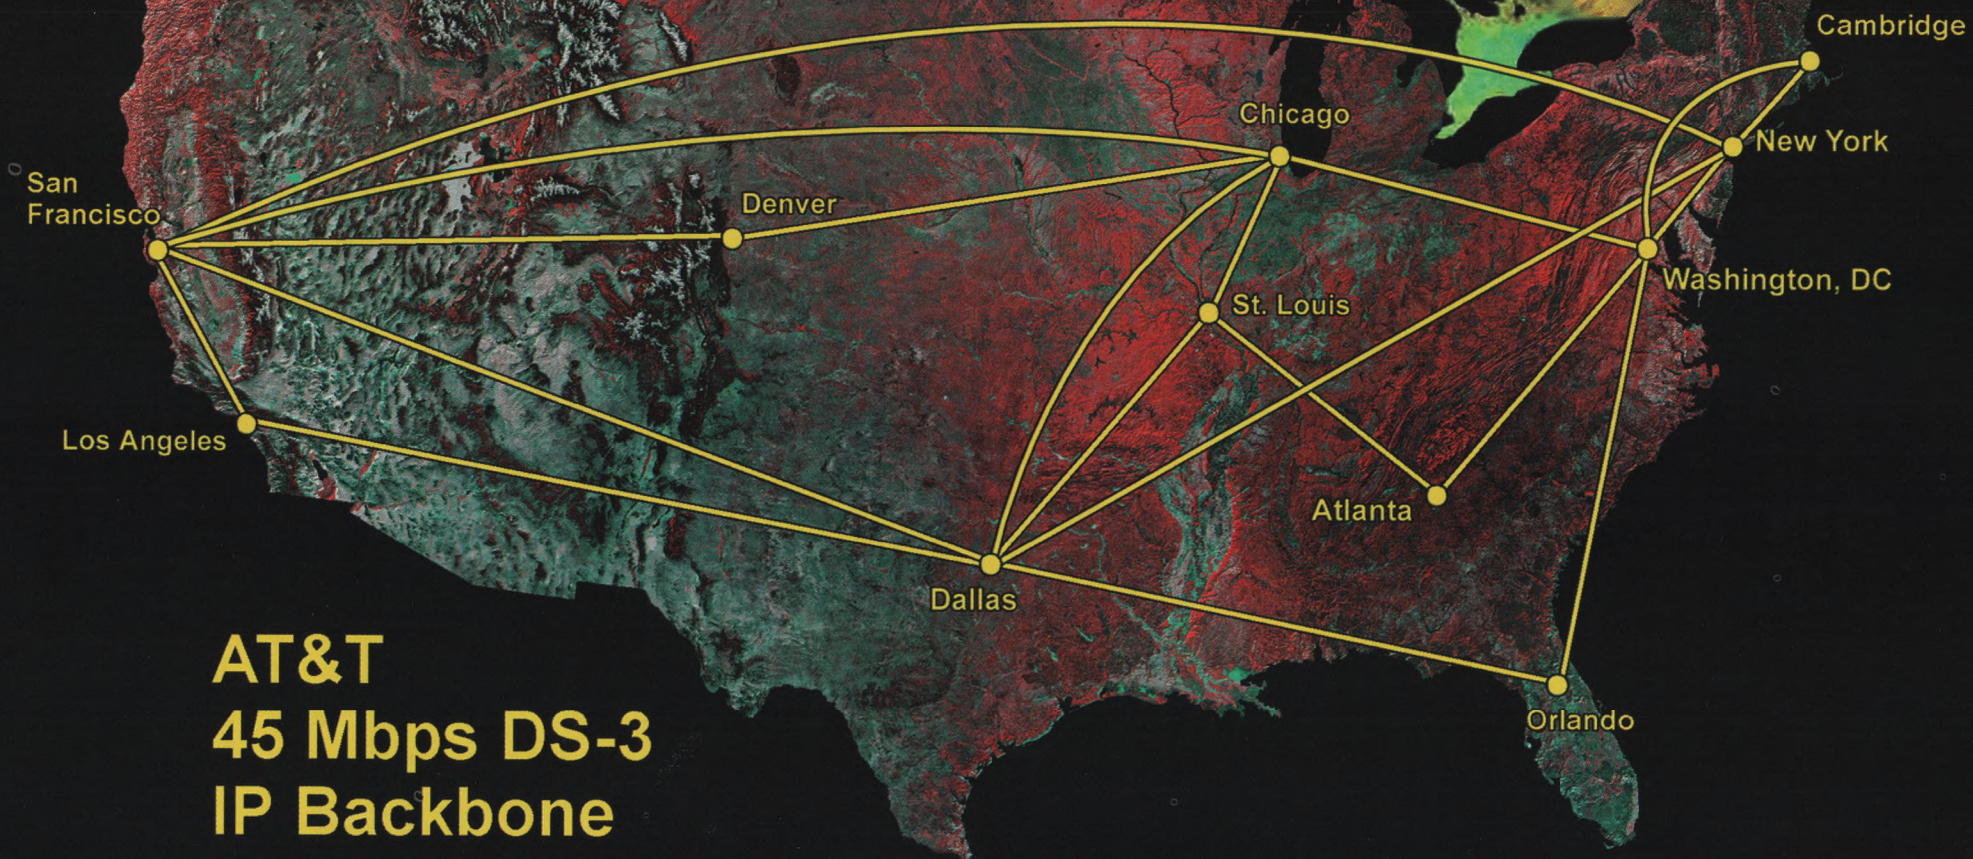 Cambridge
Chicago
New York
San
Francisco
Denver
Washington, DC
St. Louis
Los Angeles
Atlanta
Dallas
Orlando
AT&T
45 Mbps DS-3
IP Backbone